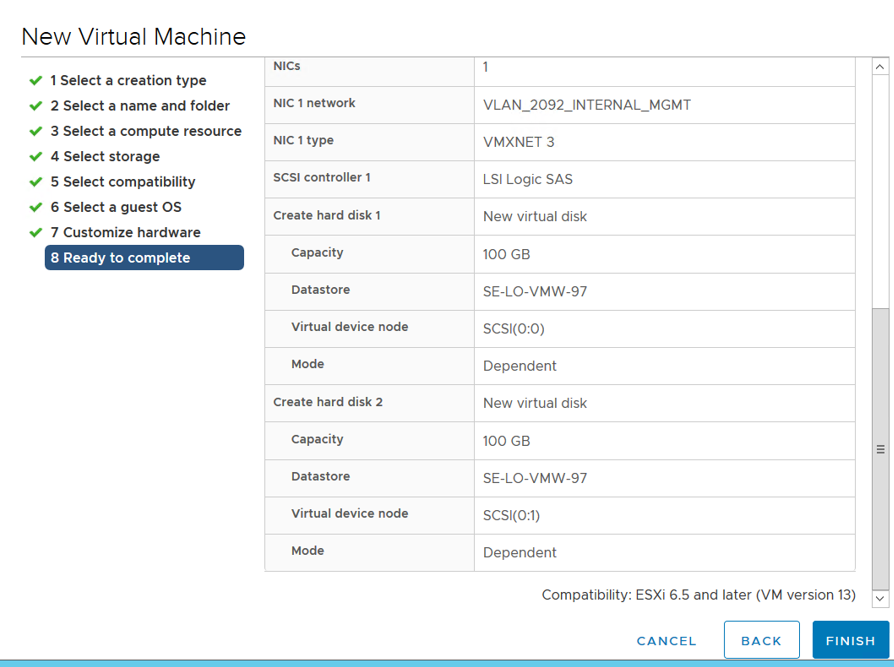 New Virtual Machine
1 Select a creation type
2 Select a name and folder
3 Select a compute resource
4 Select storage
5 Select compatibility
6 Select a guest OS
7 Customize hardware
8 Ready to complete
NICs 1
NIC 1 network VLAN_2092_INTERNAL_MGMT
NIC 1 type VMXNET 3
SCSI controller 1 LSI Logic SAS
Create hard disk 1 New virtual disk
Capacity 100 GB
Datastore SE-LO-VMW-97
Virtual device node SCSI(0:0)
Mode Dependent
Create hard disk 2 New virtual disk
Capacity 100 GB
Datastore SE-LO-VMW-97
Virtual device node SCSI(0:1)
Mode Dependent
Compatibility: ESXi 6.5 and later (VM version 13)
CANCEL BACK FINISH